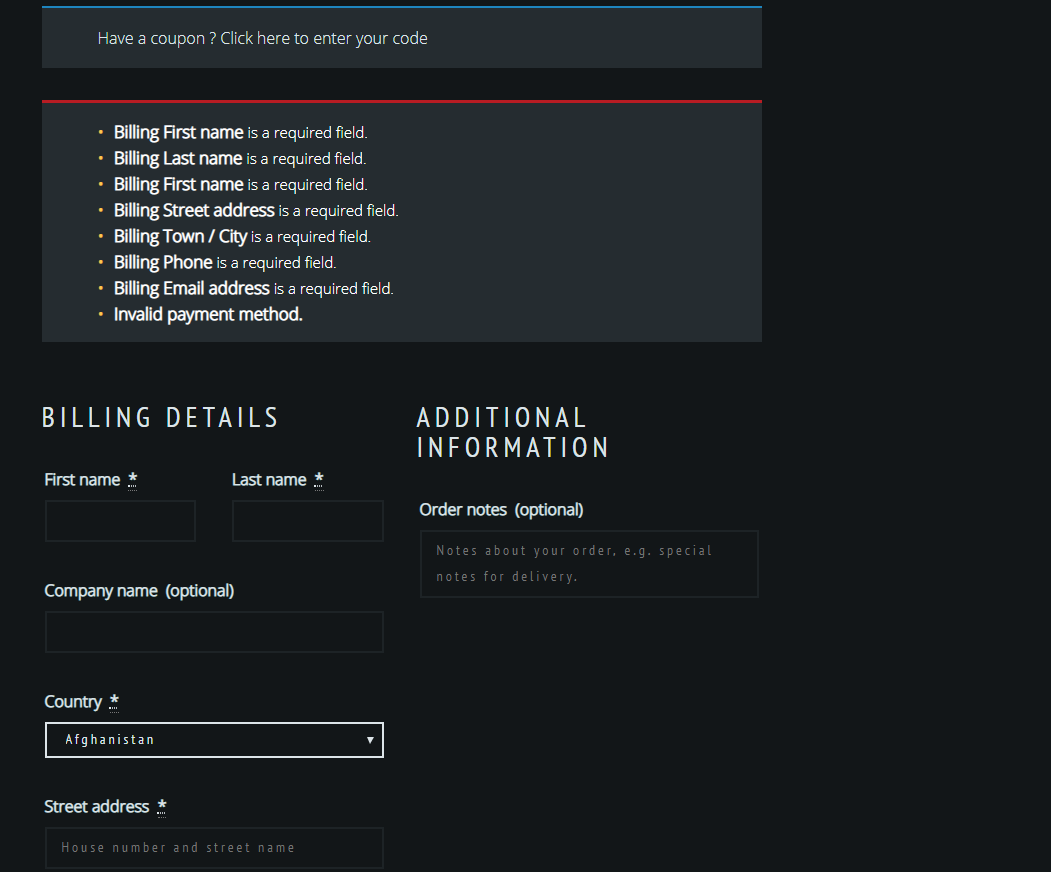 Have a coupon ? Click here to enter your code
• Billing First name is a required field.
• Billing Last name is a required field.
• Billing First name is a required field.
• Billing Street address is a required field.
• Billing Town / City is a required field.
• Billing Phone is a required field.
• Billing Email address is a required field.
• Invalid payment method.
BILLING DETAILS
First name *
Last name *
Company name (optional)
Country *
Afghanistan
Street address *
House number and street name
ADDITIONAL
INFORMATION
Order notes (optional)
Notes about your order, e.g. special
notes for delivery.